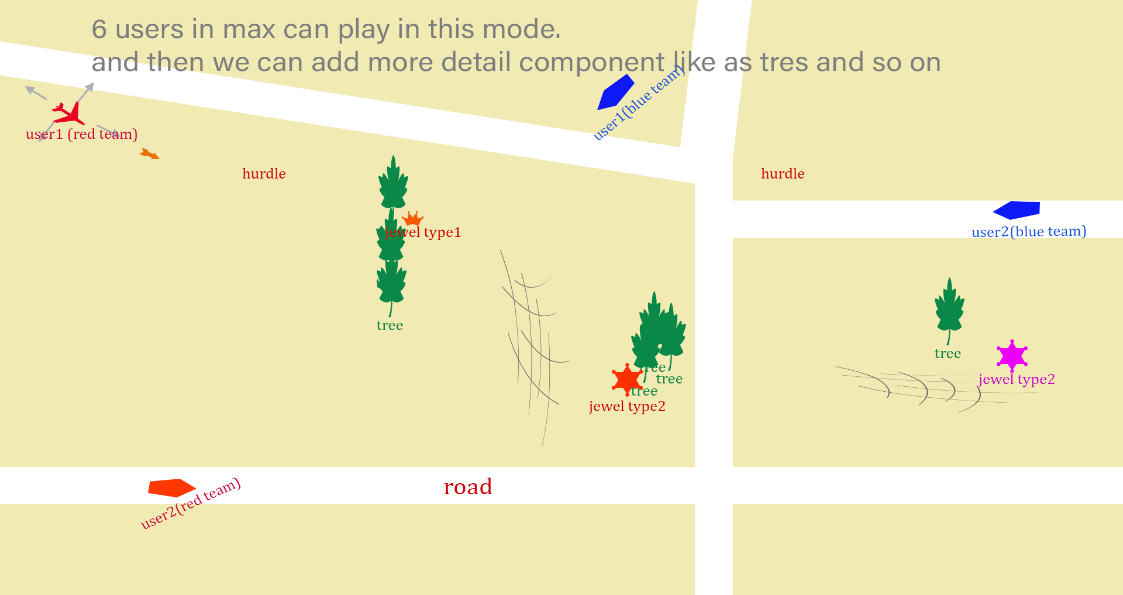 6 users in max can play in this mode.
and then we can add more detail component like as tres and so on
user1(blue team)
user1 (red team)
hurdle
hurdle
jewel type1
user2(blue team)
tree
tree
tree
tree
tree
jewel type2
jewel type2
user2(red team)
road